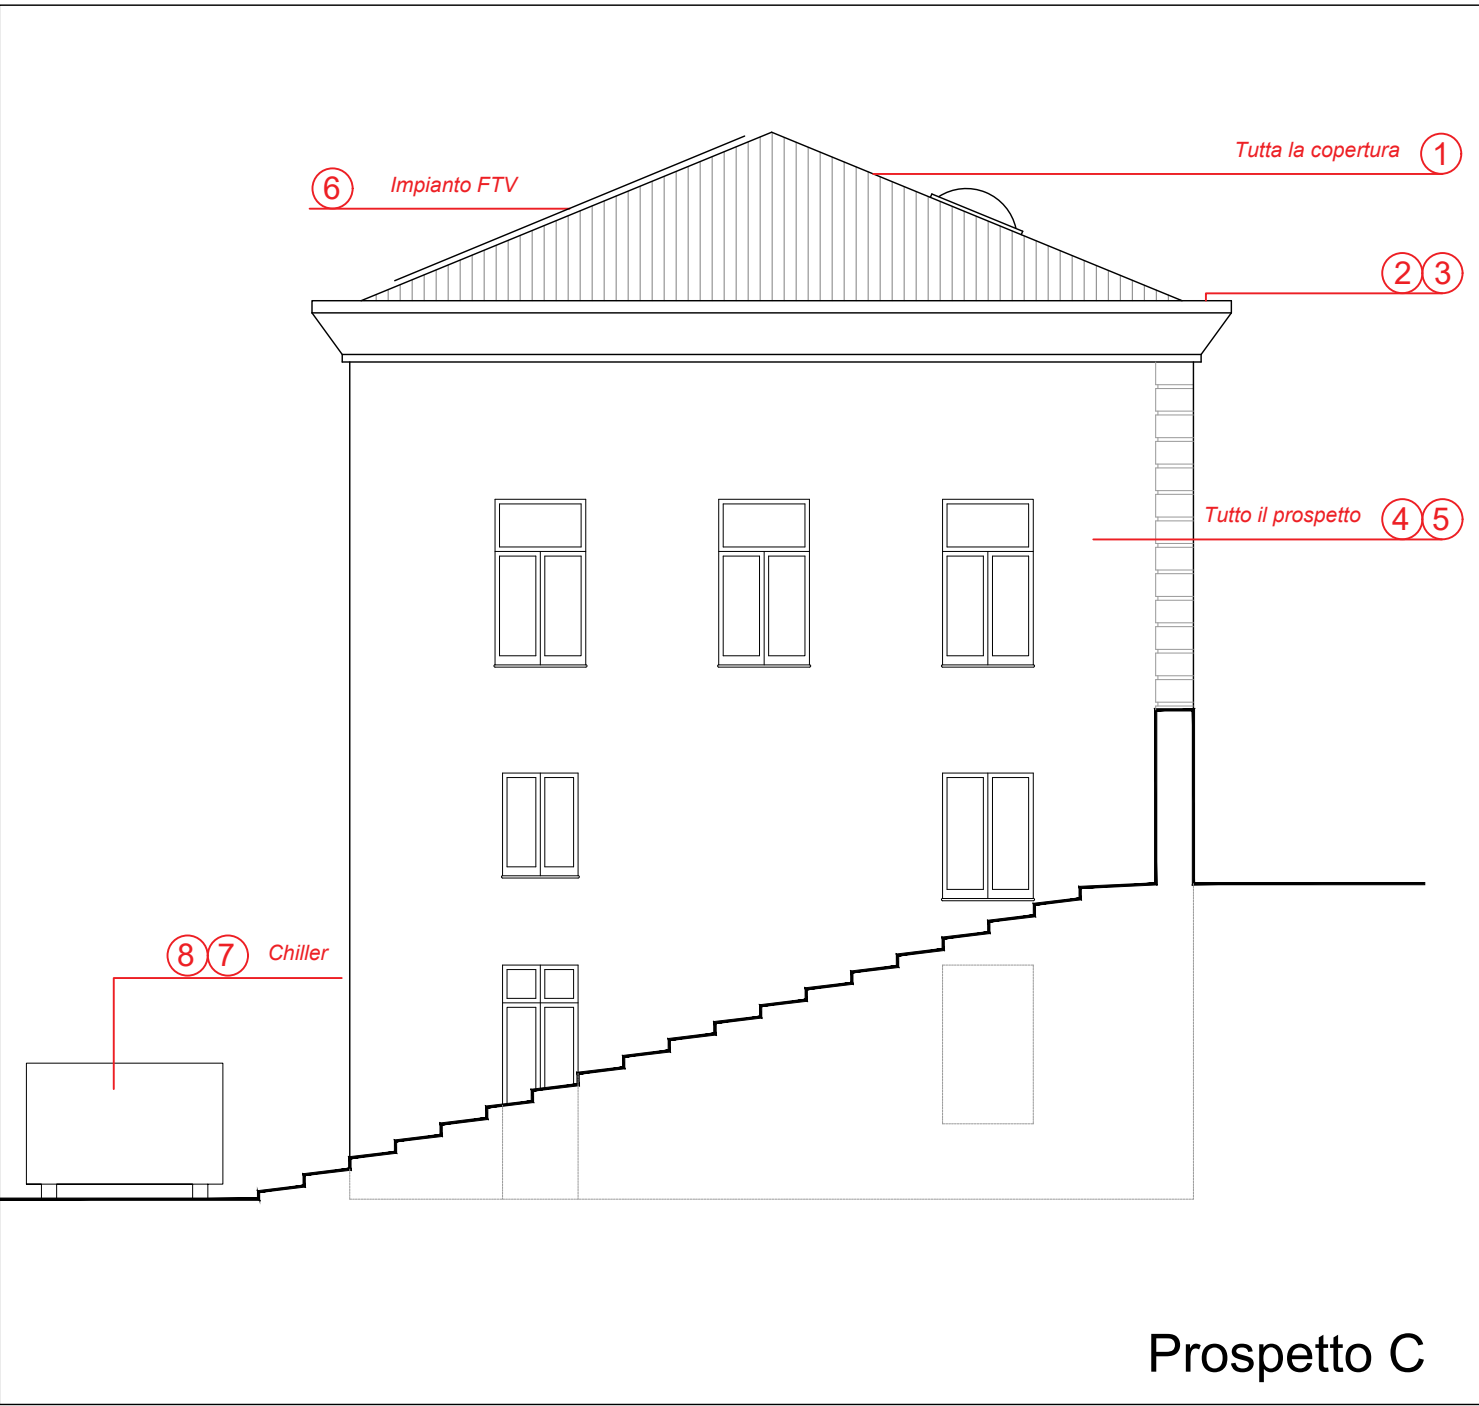 Tutta la copertura 1
6 Impianto FTV
2 3
Tutto il prospetto 4 5
8 7 Chiller
Prospetto C